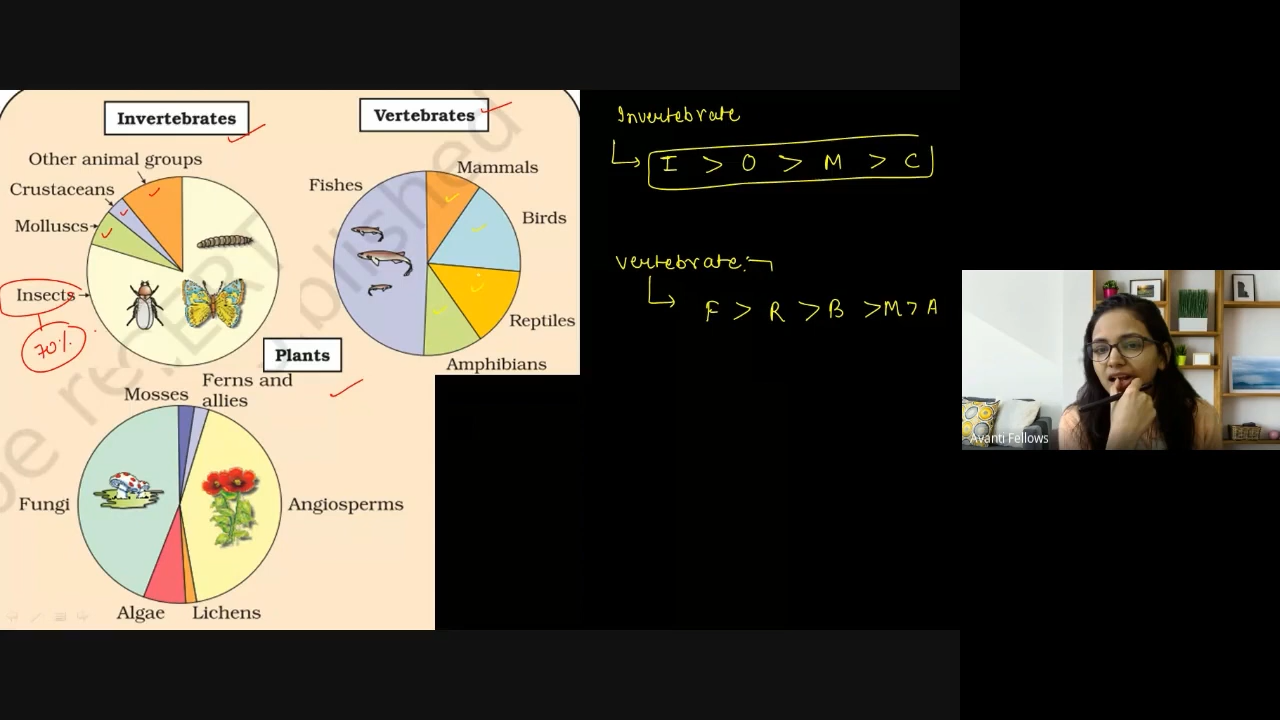 Invertebrates
Vertebrates
Other animal groups
Crustaceans
Molluscs
Insects
70%
Fishes
Mammals
Birds
Reptiles
Amphibians
Plants
Mosses
Ferns and
allies
Fungi
Angiosperms
Algae
Lichens
Invertebrate
I > O > M > C
Vertebrate:-
F > R > B > M > A
Avanti Fellows